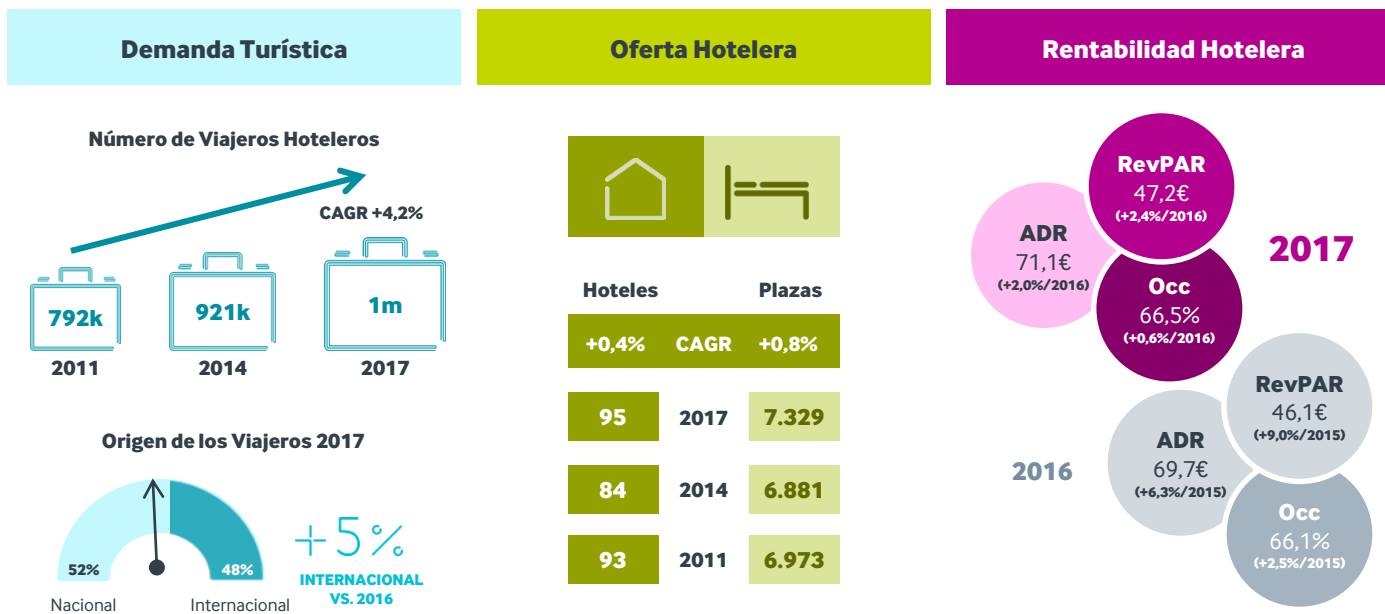 Demanda Turística
Número de Viajeros Hoteleros
CAGR +4,2%
792k
921k
1m
2011
2014
2017
Origen de los Viajeros 2017
52%
48%
Nacional
Internacional
+5%
INTERNACIONAL
VS. 2016
Oferta Hotelera
Hoteles Plazas
+0,4% CAGR +0,8%
95 2017 7.329
84 2014 6.881
93 2011 6.973
Rentabilidad Hotelera
2017
RevPAR
47,2€
(+2,4%/2016)
ADR
71,1€
(+2,0%/2016)
Occ
66,5%
(+0,6%/2016)
2016
RevPAR
46,1€
(+9,0%/2015)
ADR
69,7€
(+6,3%/2015)
Occ
66,1%
(+2,5%/2015)